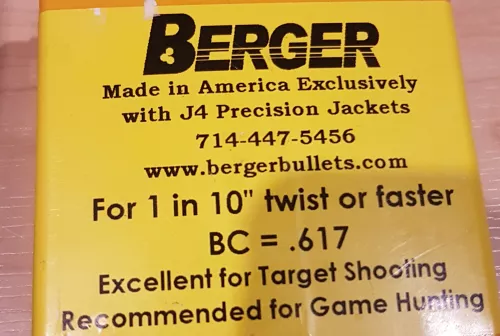 BERGER
Made in America Exclusively
with J4 Precision Jackets
714-447-5456
www.bergerbullets.com
For 1 in 10" twist or faster
BC = .617
Excellent for Target Shooting
Recommended for Game Hunting